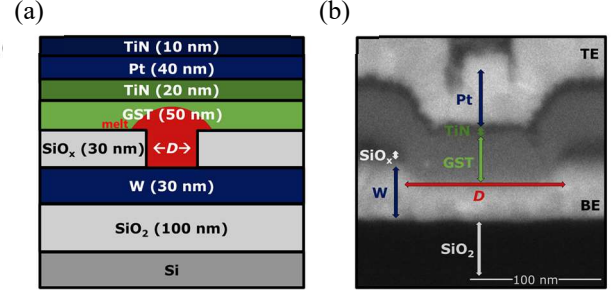 (a)
TiN (10 nm)
Pt (40 nm)
TiN (20 nm)
GST (50 nm)
melt
SiOx (30 nm)
←D→
W (30 nm)
SiO₂ (100 nm)
Si
(b)
TE
Pt
TiN
SiOx
GST
W
D
BE
SiO₂
100 nm